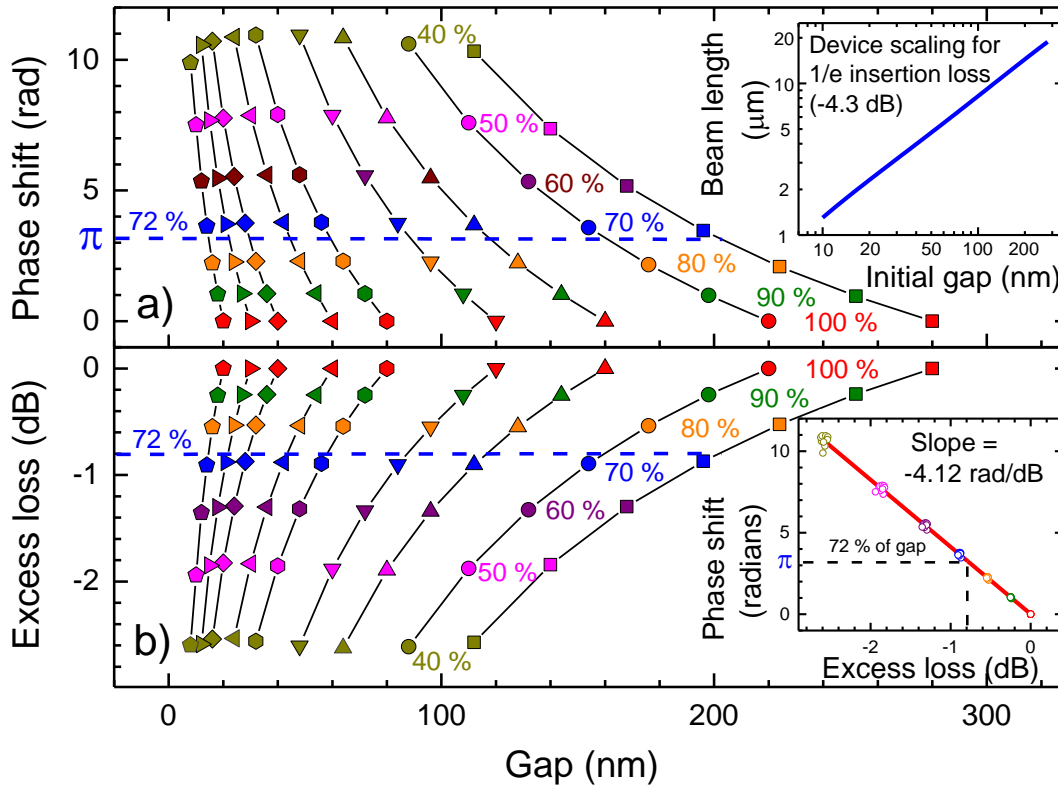 10
5
π
0
Phase shift (rad)
a)
72 %
40 %
50 %
60 %
70 %
80 %
90 %
100 %
20
10
5
2
1
Beam length
(μm)
Device scaling for
1/e insertion loss
(-4.3 dB)
10 20 50 100 200
Initial gap (nm)
0
-1
-2
Excess loss (dB)
b)
72 %
100 %
90 %
80 %
70 %
60 %
50 %
40 %
10
5
π
0
Phase shift
(radians)
Slope =
-4.12 rad/dB
72 % of gap
-2 -1 0
Excess loss (dB)
0 100 200 300
Gap (nm)